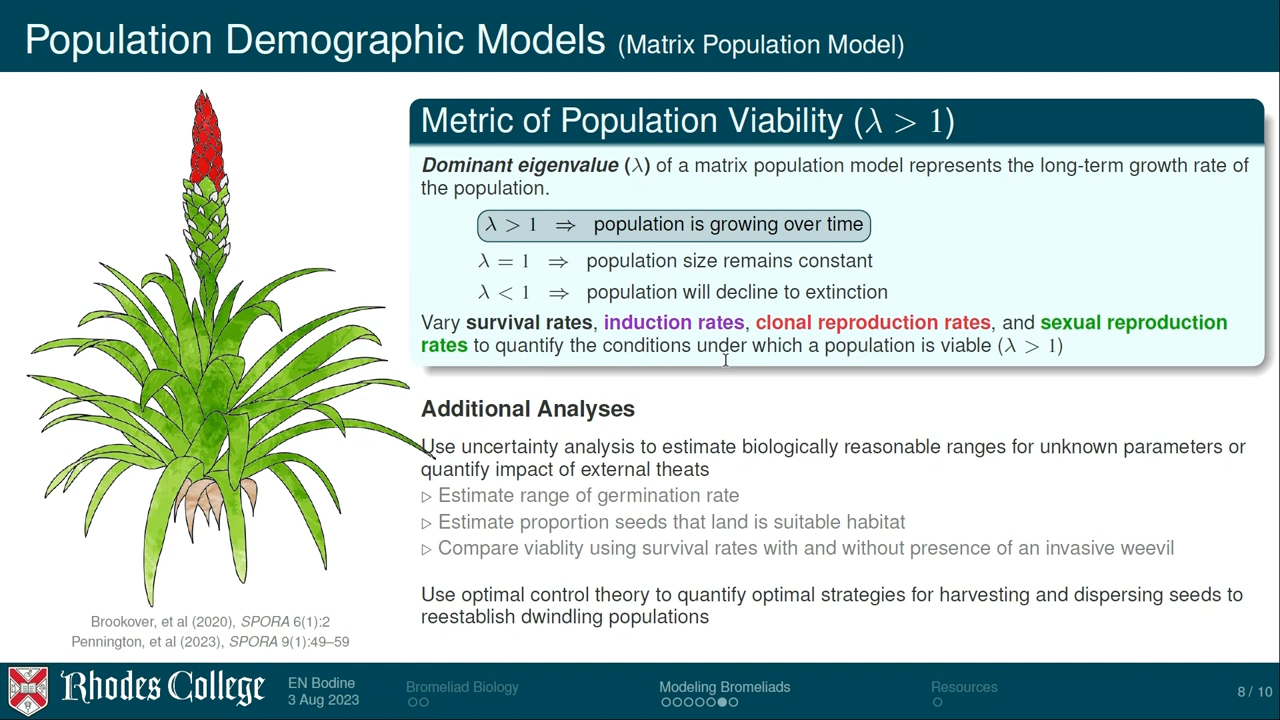 Population Demographic Models (Matrix Population Model)
Metric of Population Viability (λ > 1)
Dominant eigenvalue (λ) of a matrix population model represents the long-term growth rate of
the population.
λ > 1 ⇒ population is growing over time
λ = 1 ⇒ population size remains constant
λ < 1 ⇒ population will decline to extinction
Vary survival rates, induction rates, clonal reproduction rates, and sexual reproduction
rates to quantify the conditions under which a population is viable (λ > 1)
Additional Analyses
Use uncertainty analysis to estimate biologically reasonable ranges for unknown parameters or
quantify impact of external theats
▷ Estimate range of germination rate
▷ Estimate proportion seeds that land is suitable habitat
▷ Compare viablity using survival rates with and without presence of an invasive weevil
Use optimal control theory to quantify optimal strategies for harvesting and dispersing seeds to
reestablish dwindling populations
Brookover, et al (2020), SPORA 6(1):2
Pennington, et al (2023), SPORA 9(1):49–59
Rhodes College
EN Bodine
3 Aug 2023
Bromeliad Biology
Modeling Bromeliads
Resources
8 / 10